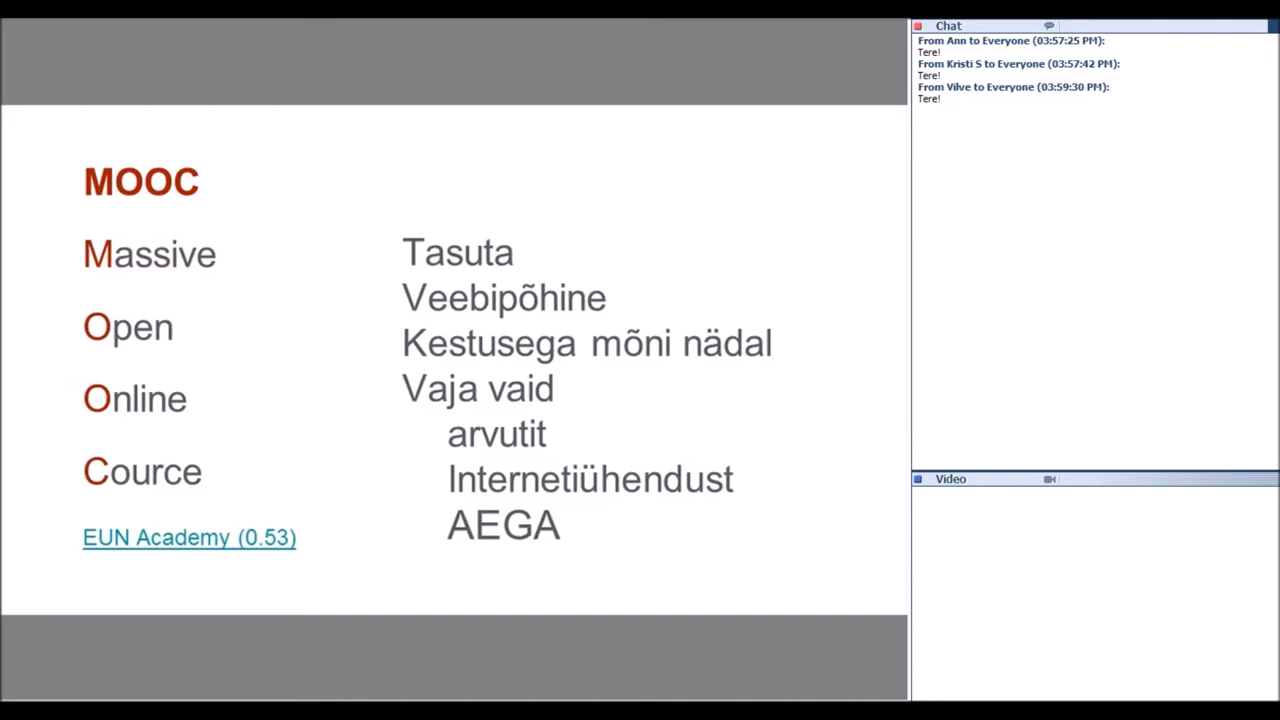 MOOC
Massive
Open
Online
Cource
EUN Academy (0.53)
Tasuta
Veebipõhine
Kestusega mõni nädal
Vaja vaid
arvutit
Internetiühendust
AEGA
Chat
From Ann to Everyone (03:57:25 PM):
Tere!
From Kristi S to Everyone (03:57:42 PM):
Tere!
From Vilve to Everyone (03:59:30 PM):
Tere!
Video